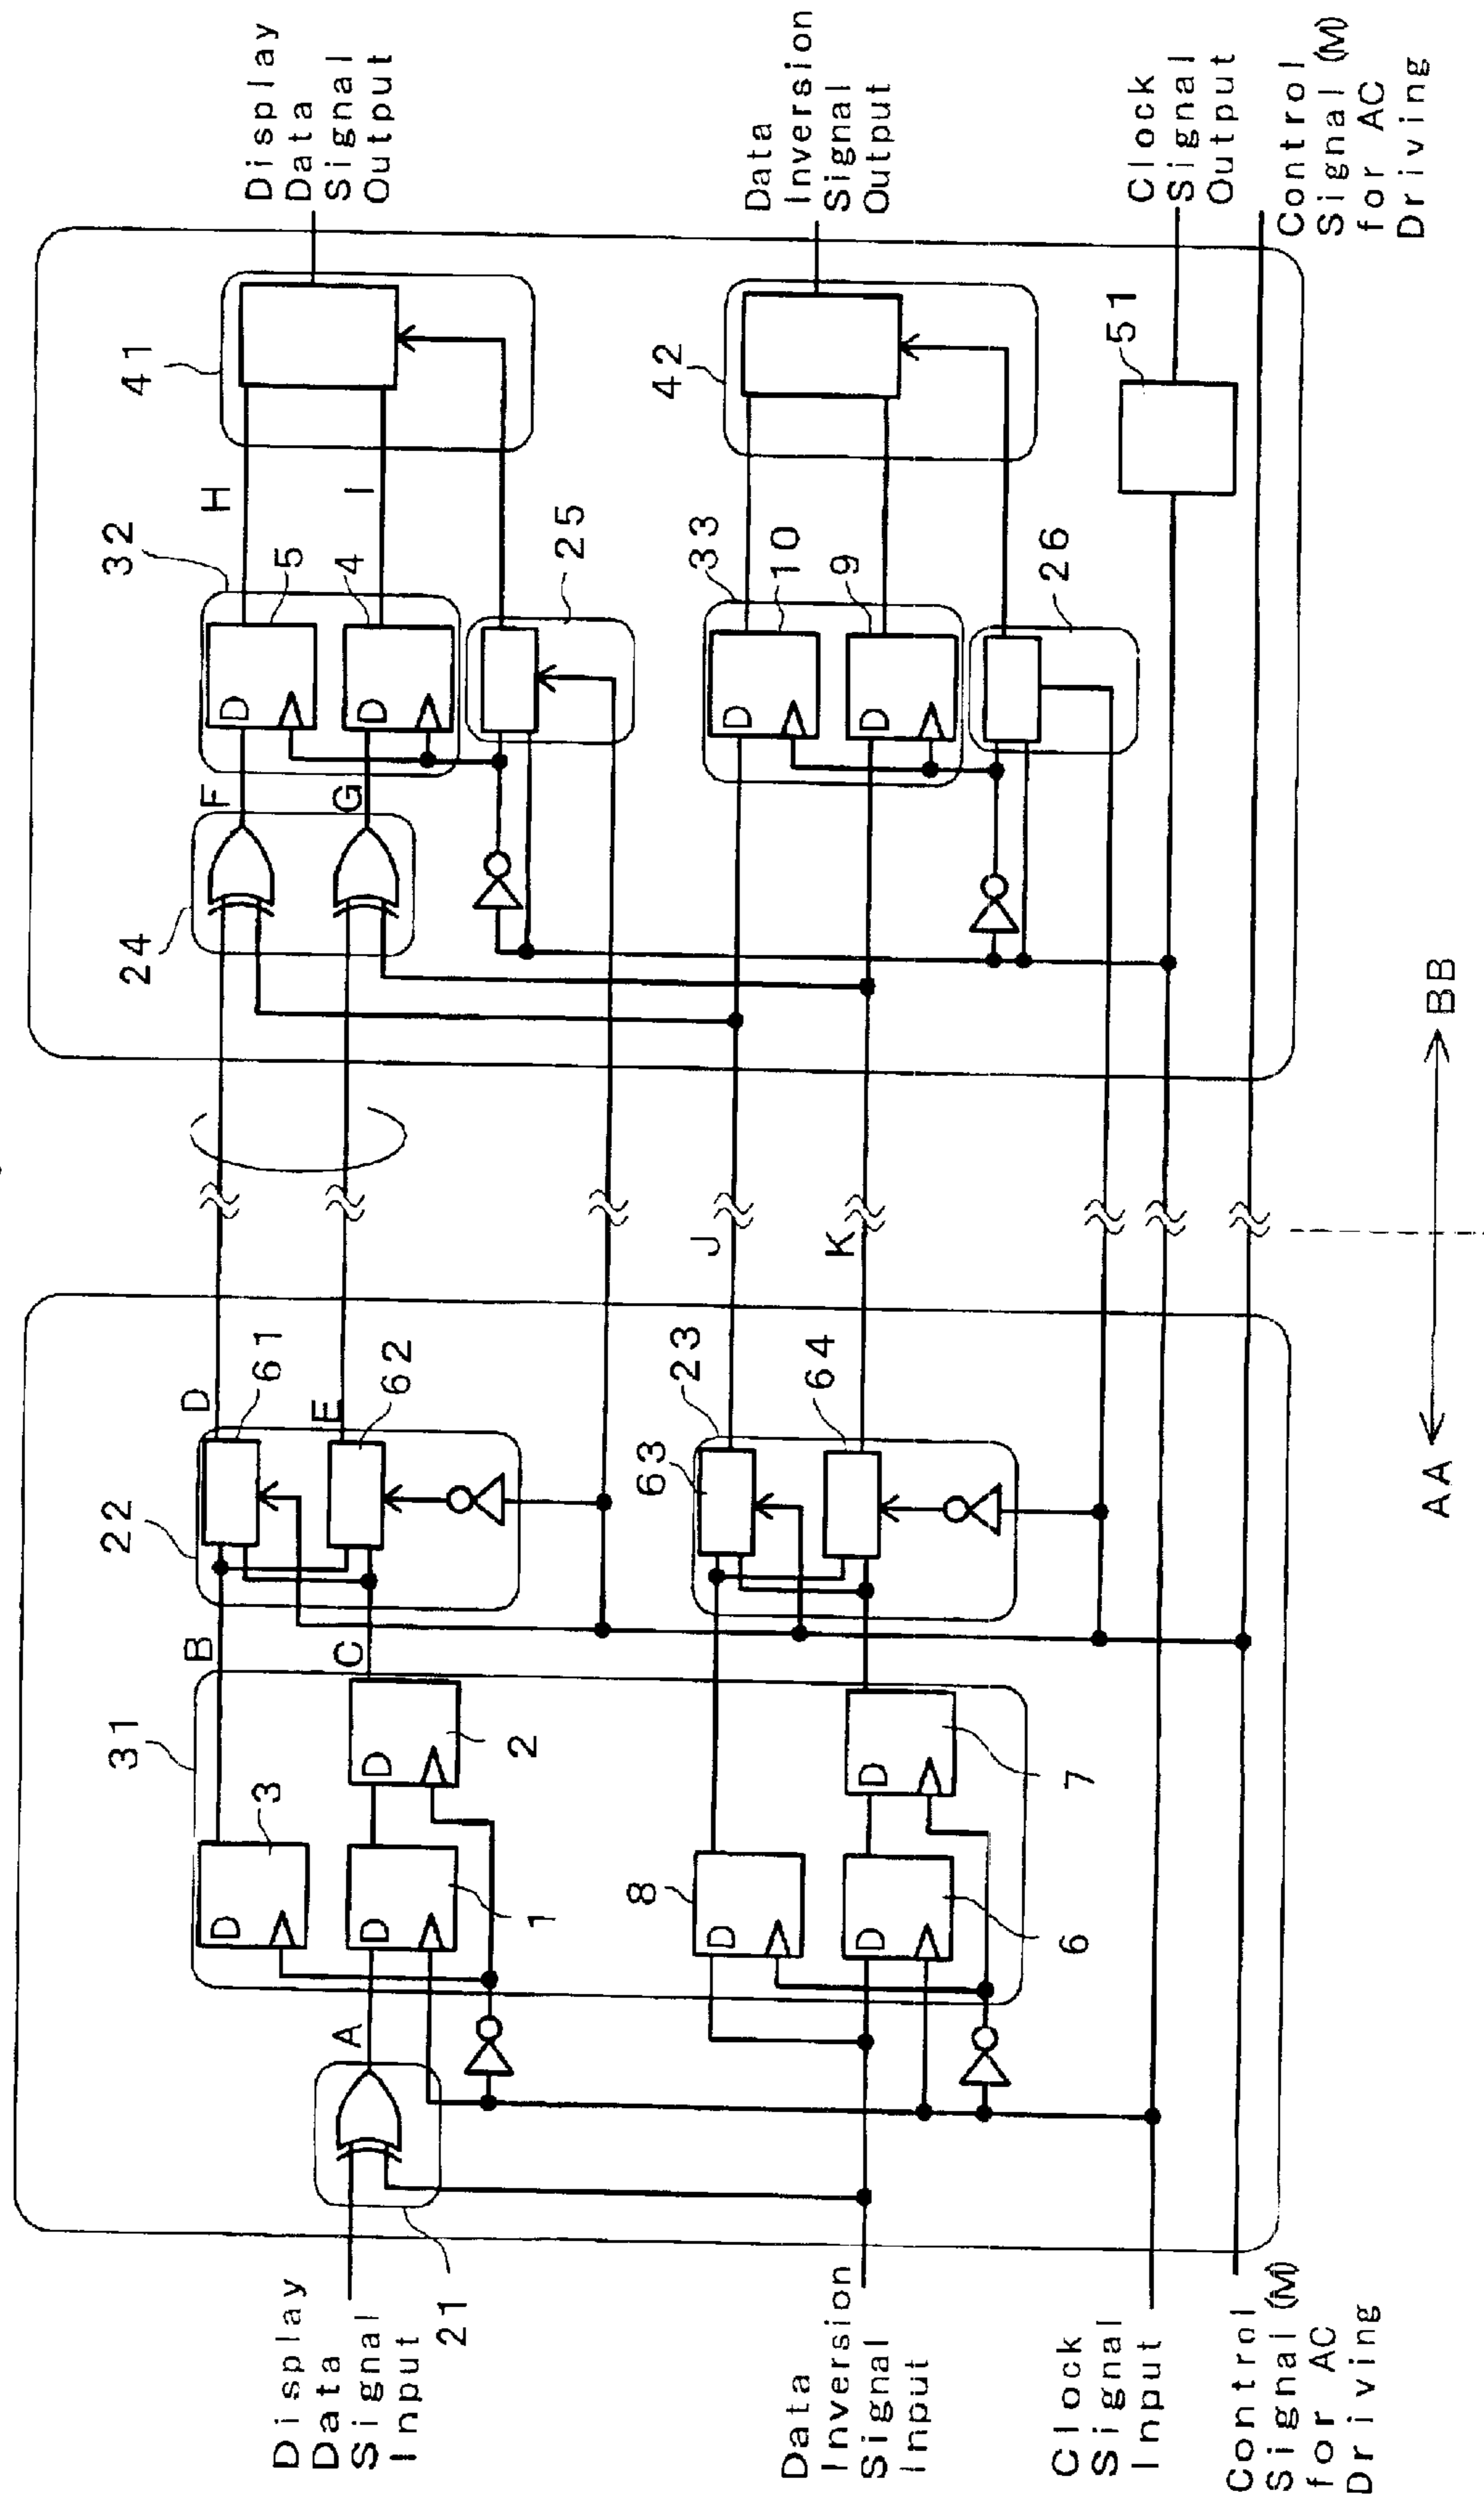 Display
Data
Signal
Input
21
Data
Inversion
Signal
Input
Clock
Signal
Input
Control
Signal (M)
for AC
Driving
A
31
3
D
D
1
D
2
8
D
D
6
D
7
B
C
22
D
61
E
62
23
63
64
J
K
AA
BB
24
F
G
32
D
5
D
4
25
H
I
33
D
10
D
9
26
41
42
51
Display
Data
Signal
Output
Data
Inversion
Signal
Output
Clock
Signal
Output
Control
Signal (M)
for AC
Driving